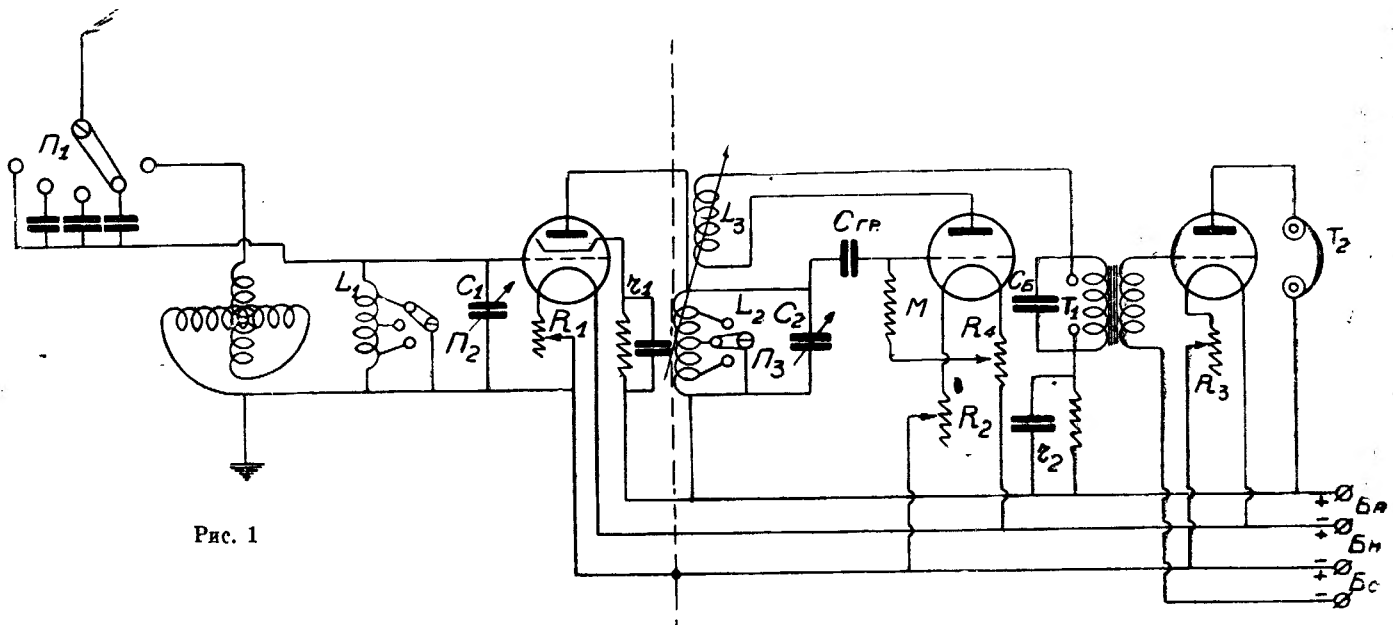 П₁
L₁
C₁
П₂
R₁
r₁
L₃
L₂
П₃
C₂
Cгр.
M
R₄
R₂
Cб
T₁
r₂
R₃
T₂
+
Ба
-
+
Бн
-
+
Бс
-
Рис. 1